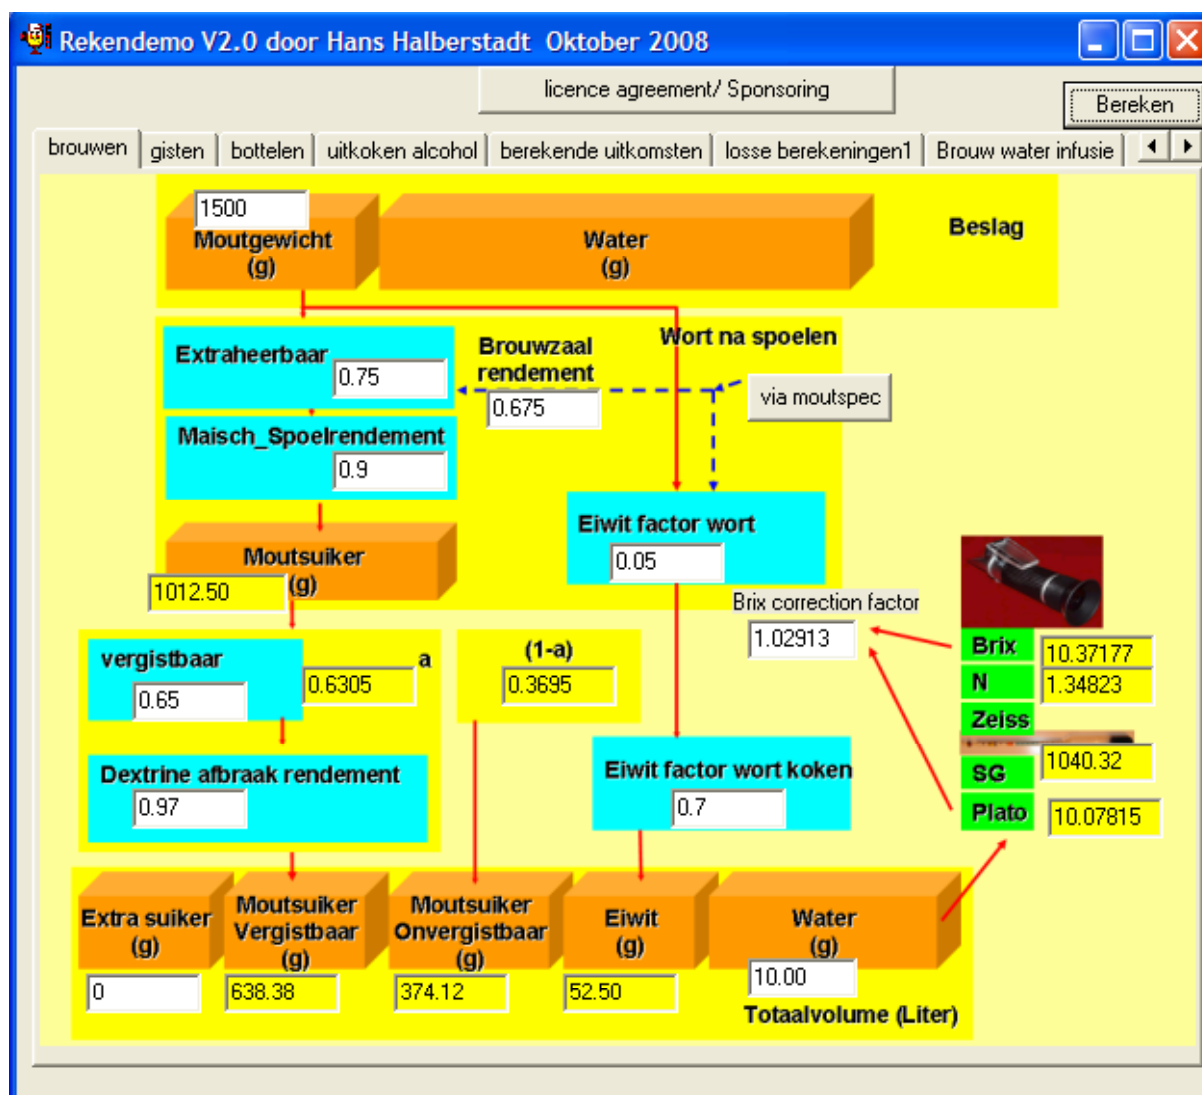 Rekendemo V2.0 door Hans Halberstadt Oktober 2008
licence agreement/ Sponsoring
Bereken
brouwen
gisten
bottelen
uitkoken alcohol
berekende uitkomsten
losse berekeningen1
Brouw water infusie
1500
Moutgewicht
(g)
Water
(g)
Beslag
Extraheerbaar
0.75
Brouwzaal
rendement
0.675
Wort na spoelen
via moutspec
Maisch_Spoelrendement
0.9
Eiwit factor wort
0.05
Moutsuiker
(g)
1012.50
Brix correction factor
1.02913
Brix
10.37177
N
1.34823
Zeiss
SG
1040.32
Plato
10.07815
vergistbaar
0.65
a
0.6305
(1-a)
0.3695
Dextrine afbraak rendement
0.97
Eiwit factor wort koken
0.7
Extra suiker
(g)
0
Moutsuiker
Vergistbaar
(g)
638.38
Moutsuiker
Onvergistbaar
(g)
374.12
Eiwit
(g)
52.50
Water
(g)
10.00
Totaalvolume (Liter)